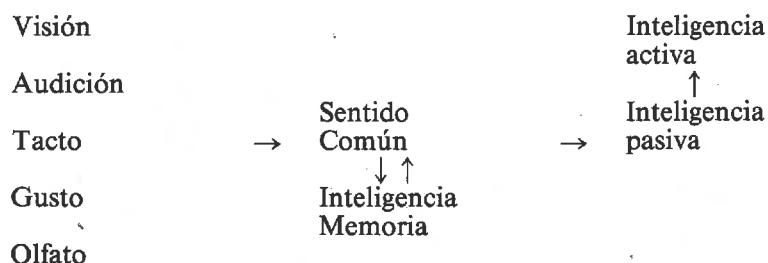 Visión
Audición
Tacto
Gusto
Olfato
→
Sentido
Común
↓ ↑
Inteligencia
Memoria
→
Inteligencia
activa
↑
Inteligencia
pasiva